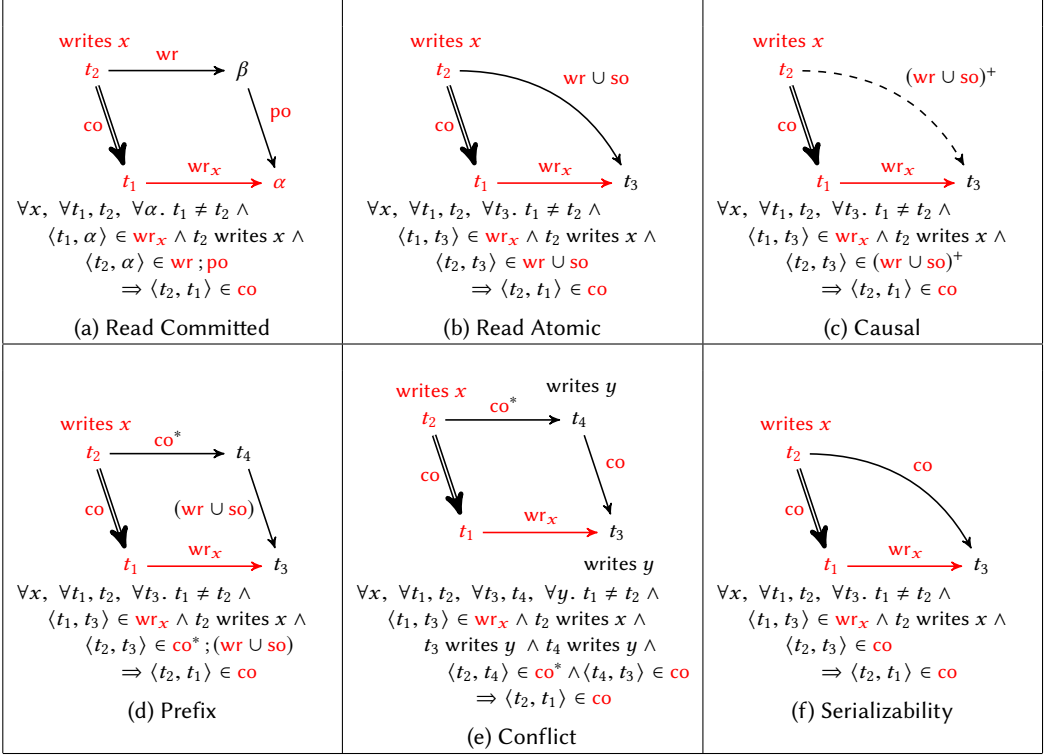 writes x
t₂
wr
β
co
po
t₁
wrₓ
α
∀x, ∀t₁, t₂, ∀α. t₁ ≠ t₂ ∧
⟨t₁, α⟩ ∈ wrₓ ∧ t₂ writes x ∧
⟨t₂, α⟩ ∈ wr ; po
⇒ ⟨t₂, t₁⟩ ∈ co
(a) Read Committed
writes x
t₂
wr ∪ so
co
t₁
wrₓ
t₃
∀x, ∀t₁, t₂, ∀t₃. t₁ ≠ t₂ ∧
⟨t₁, t₃⟩ ∈ wrₓ ∧ t₂ writes x ∧
⟨t₂, t₃⟩ ∈ wr ∪ so
⇒ ⟨t₂, t₁⟩ ∈ co
(b) Read Atomic
writes x
t₂
(wr ∪ so)⁺
co
t₁
wrₓ
t₃
∀x, ∀t₁, t₂, ∀t₃. t₁ ≠ t₂ ∧
⟨t₁, t₃⟩ ∈ wrₓ ∧ t₂ writes x ∧
⟨t₂, t₃⟩ ∈ (wr ∪ so)⁺
⇒ ⟨t₂, t₁⟩ ∈ co
(c) Causal
writes x
t₂
co*
t₄
co
(wr ∪ so)
t₁
wrₓ
t₃
∀x, ∀t₁, t₂, ∀t₃. t₁ ≠ t₂ ∧
⟨t₁, t₃⟩ ∈ wrₓ ∧ t₂ writes x ∧
⟨t₂, t₃⟩ ∈ co* ; (wr ∪ so)
⇒ ⟨t₂, t₁⟩ ∈ co
(d) Prefix
writes x
writes y
t₂
co*
t₄
co
co
t₁
wrₓ
t₃
writes y
∀x, ∀t₁, t₂, ∀t₃, t₄, ∀y. t₁ ≠ t₂ ∧
⟨t₁, t₃⟩ ∈ wrₓ ∧ t₂ writes x ∧
t₃ writes y ∧ t₄ writes y ∧
⟨t₂, t₄⟩ ∈ co* ∧ ⟨t₄, t₃⟩ ∈ co
⇒ ⟨t₂, t₁⟩ ∈ co
(e) Conflict
writes x
t₂
co
co
t₁
wrₓ
t₃
∀x, ∀t₁, t₂, ∀t₃. t₁ ≠ t₂ ∧
⟨t₁, t₃⟩ ∈ wrₓ ∧ t₂ writes x ∧
⟨t₂, t₃⟩ ∈ co
⇒ ⟨t₂, t₁⟩ ∈ co
(f) Serializability